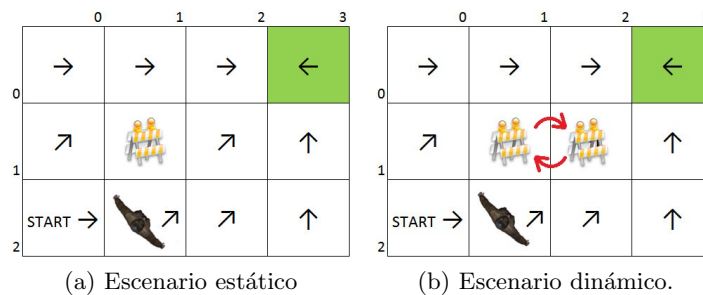 0 1 2 3 0 1 2
0 0
1 1
START START
2 2
(a) Escenario estático (b) Escenario dinámico.